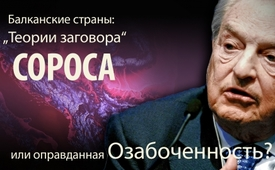 Балканские страны:
„Теории заговора“
СОРОСА
или оправданная Озабоченность?